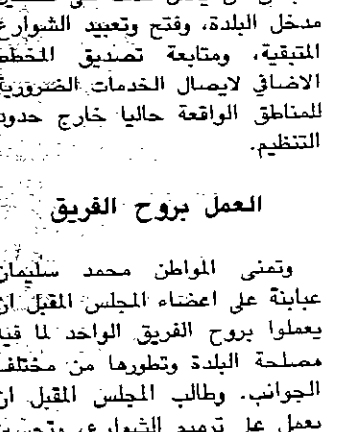 مدخل البلدة، وفتح وتعبيد الشوارع
المتبقية، ومتابعة تصديق المخطط
الاضافي لايصال الخدمات الضرورية
للمناطق الواقعة حاليا خارج حدود
التنظيم.
العمل بروح الفريق
وتمنى المواطن محمد سليمان
عبابنة على اعضاء المجلس المقبل ان
يعملوا بروح الفريق الواحد لما فيه
مصلحة البلدة وتطورها من مختلف
الجوانب. وطالب المجلس المقبل ان
يعمل على ترميم الشوارع، وتحسين